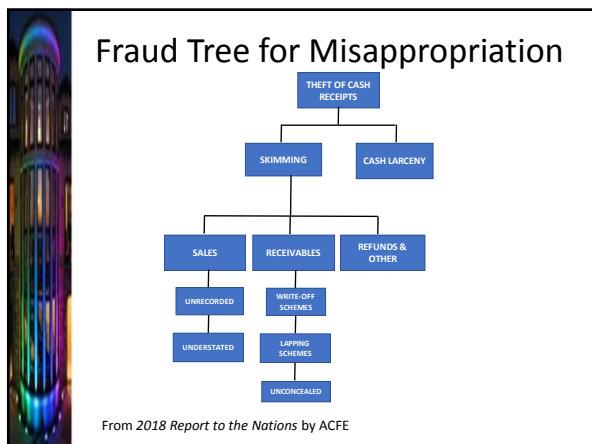 Fraud Tree for Misappropriation
THEFT OF CASH
RECEIPTS
SKIMMING
CASH LARCENY
SALES
RECEIVABLES
REFUNDS &
OTHER
UNRECORDED
WRITE-OFF
SCHEMES
UNDERSTATED
LAPPING
SCHEMES
UNCONCEALED
From 2018 Report to the Nations by ACFE